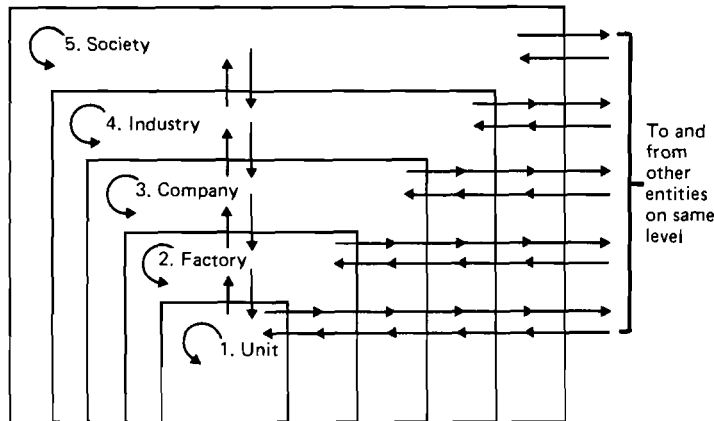 5. Society
4. Industry
3. Company
2. Factory
1. Unit
To and
from
other
entities
on same
level